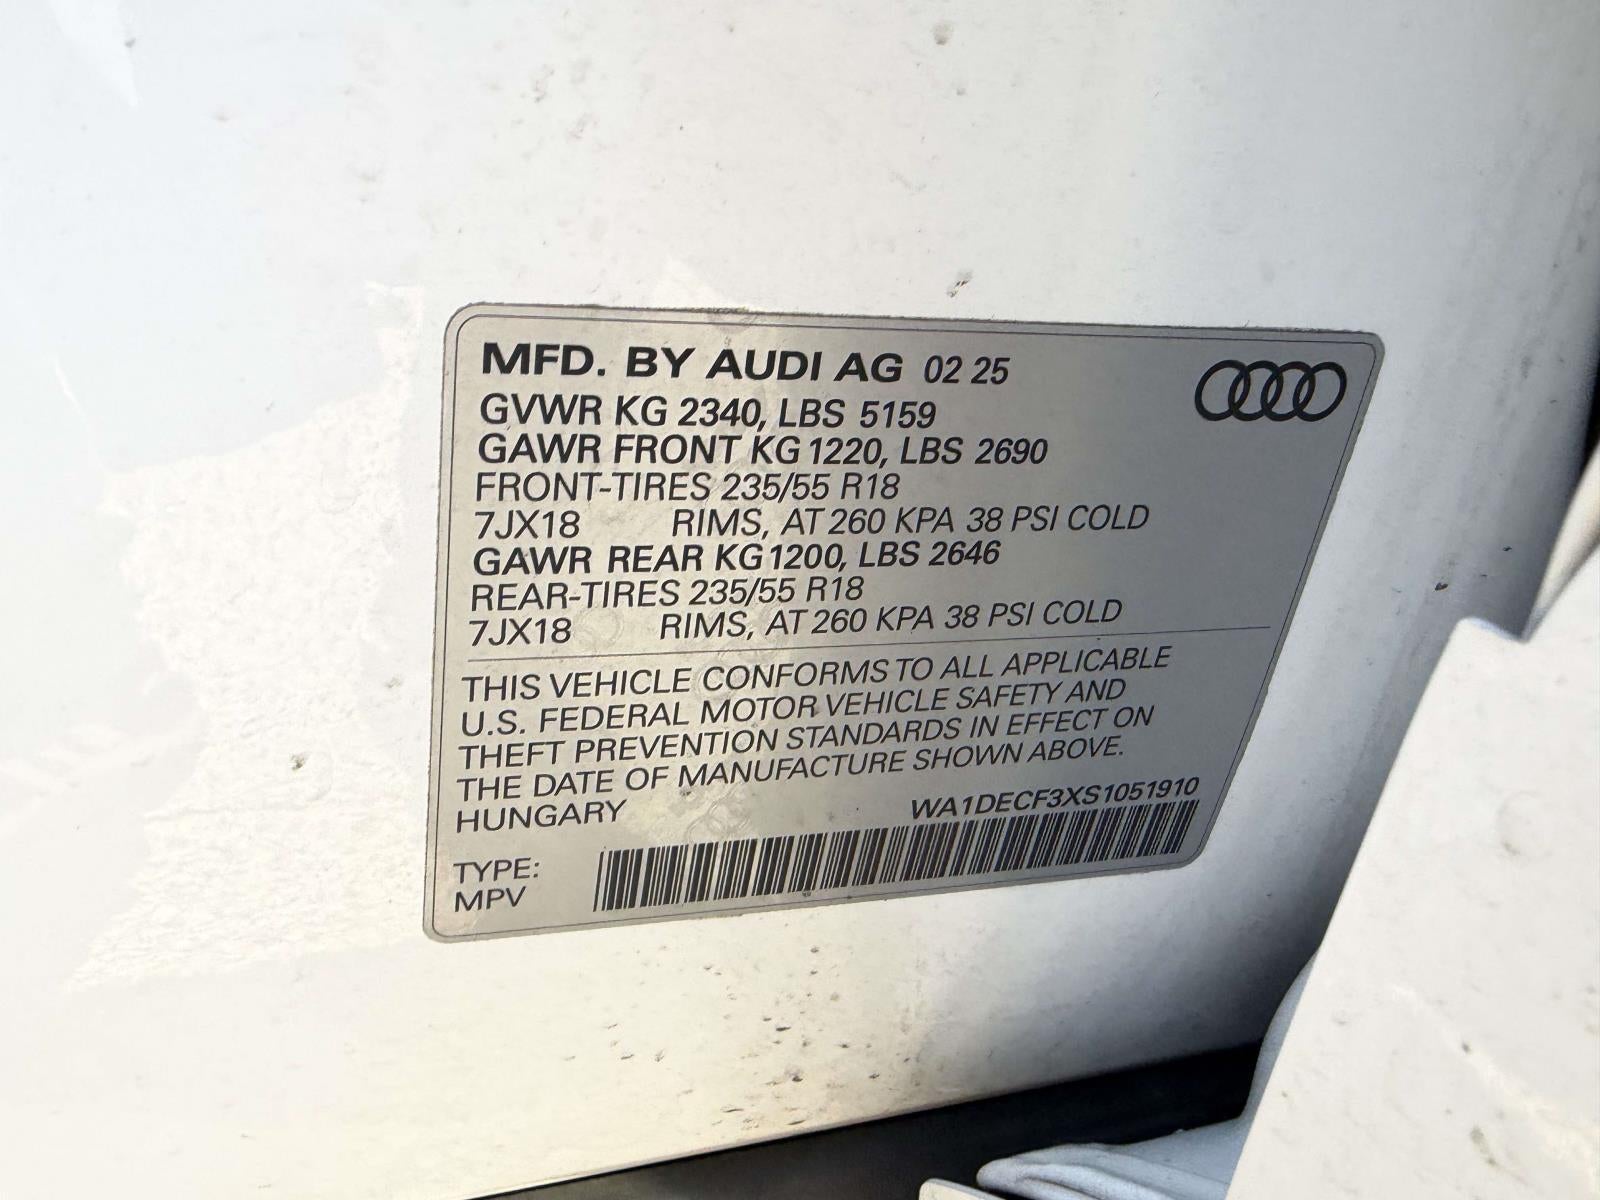 MFD. BY AUDI AG 02 25
GVWR KG 2340, LBS 5159
GAWR FRONT KG 1220, LBS 2690
FRONT-TIRES 235/55 R18
7JX18 RIMS, AT 260 KPA 38 PSI COLD
GAWR REAR KG 1200, LBS 2646
REAR-TIRES 235/55 R18
7JX18 RIMS, AT 260 KPA 38 PSI COLD
THIS VEHICLE CONFORMS TO ALL APPLICABLE
U.S. FEDERAL MOTOR VEHICLE SAFETY AND
THEFT PREVENTION STANDARDS IN EFFECT ON
THE DATE OF MANUFACTURE SHOWN ABOVE.
HUNGARY WA1DECF3XS1051910
TYPE:
MPV